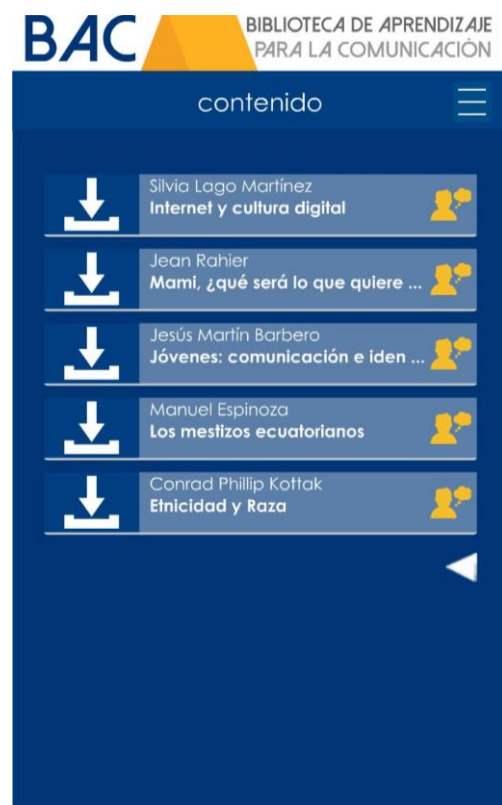 BAC
BIBLIOTECA DE APRENDIZAJE
PARA LA COMUNICACIÓN
contenido
Silvia Lago Martínez
Internet y cultura digital
Jean Rahier
Mami, ¿qué será lo que quiere ...
Jesús Martín Barbero
Jóvenes: comunicación e iden ...
Manuel Espinoza
Los mestizos ecuatorianos
Conrad Phillip Kottak
Etnicidad y Raza